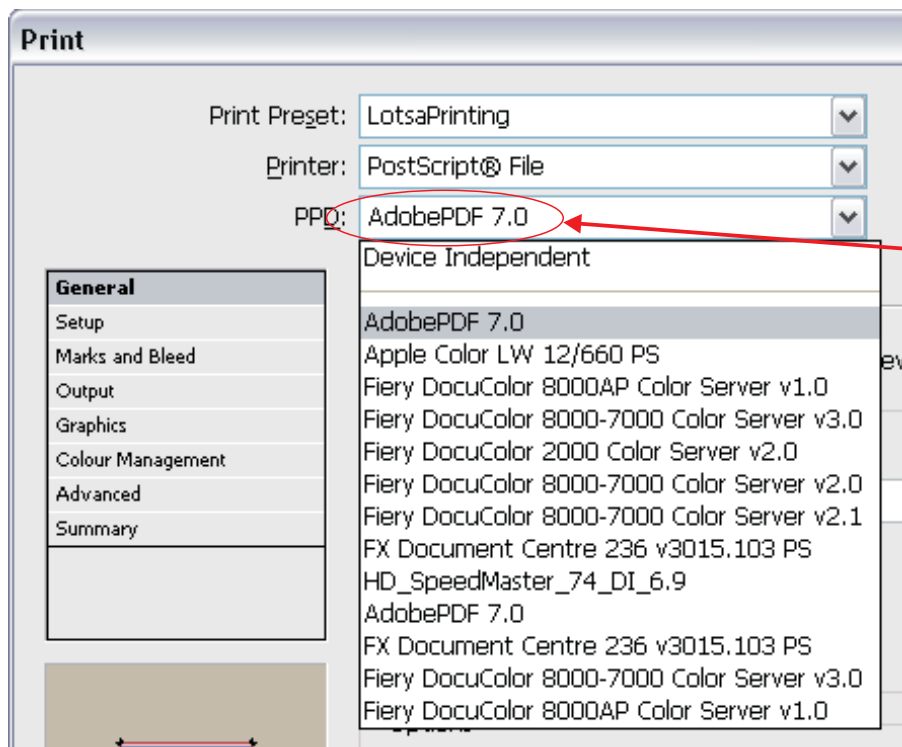 Print
Print Preset: LotsaPrinting
Printer: PostScript® File
PPD: AdobePDF 7.0
Device Independent
AdobePDF 7.0
Apple Color LW 12/660 PS
Fiery DocuColor 8000AP Color Server v1.0
Fiery DocuColor 8000-7000 Color Server v3.0
Fiery DocuColor 2000 Color Server v2.0
Fiery DocuColor 8000-7000 Color Server v2.0
Fiery DocuColor 8000-7000 Color Server v2.1
FX Document Centre 236 v3015.103 PS
HD_SpeedMaster_74_DI_6.9
AdobePDF 7.0
FX Document Centre 236 v3015.103 PS
Fiery DocuColor 8000-7000 Color Server v3.0
Fiery DocuColor 8000AP Color Server v1.0
General
Setup
Marks and Bleed
Output
Graphics
Colour Management
Advanced
Summary